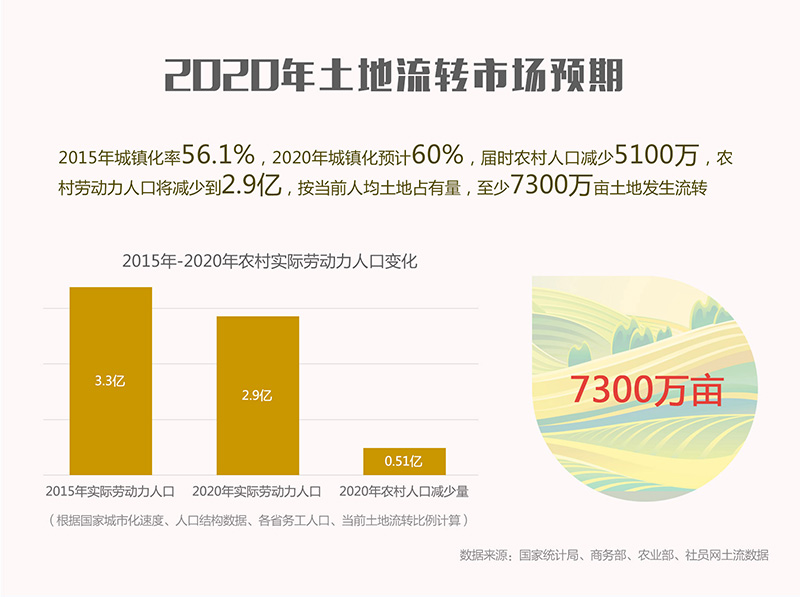 2020年土地流转市场预期
2015年城镇化率56.1%，2020年城镇化预计60%，届时农村人口减少5100万，农
村劳动力人口将减少到2.9亿，按当前人均土地占有量，至少7300万亩土地发生流转
2015年-2020年农村实际劳动力人口变化
3.3亿
2.9亿
0.51亿
2015年实际劳动力人口
2020年实际劳动力人口
2020年农村人口减少量
（根据国家城市化速度、人口结构数据、各省务工人口、当前土地流转比例计算）
7300万亩
数据来源：国家统计局、商务部、农业部、社员网土流数据